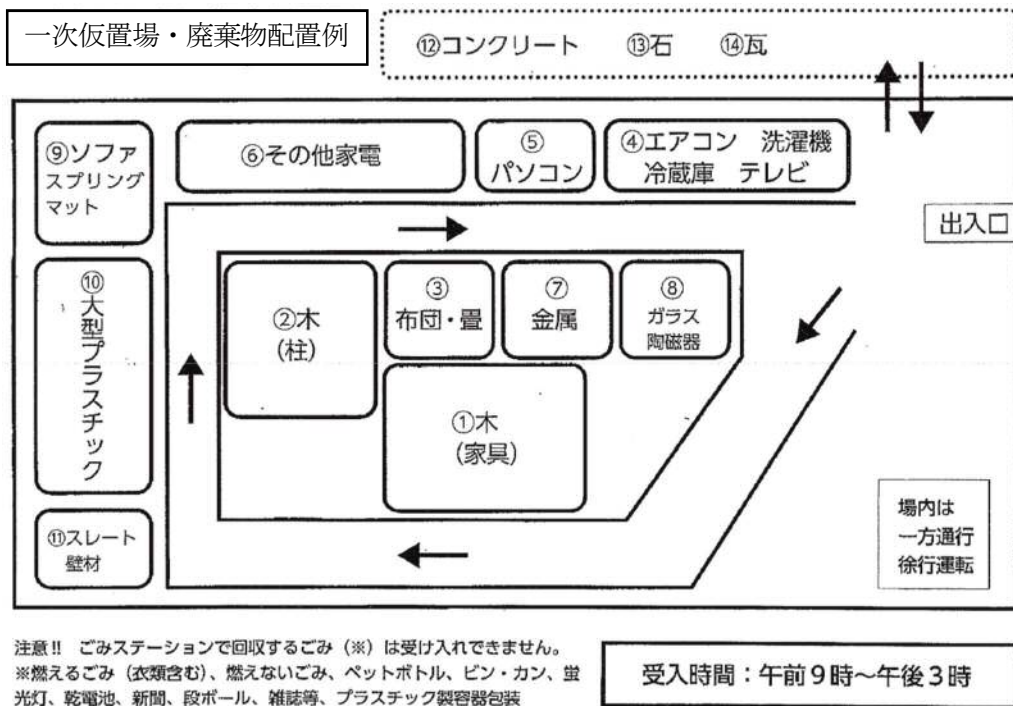 一次仮置場・廃棄物配置例
⑫コンクリート ⑬石 ⑭瓦
⑨ソファ
スプリング
マット
⑥その他家電
⑤
パソコン
④エアコン 洗濯機
冷蔵庫 テレビ
出入口
⑩大型プラスチック
②木
(柱)
③
布団・畳
⑦
金属
⑧
ガラス
陶磁器
①木
(家具)
⑪スレート
壁材
場内は
一方通行
徐行運転
注意!! ごみステーションで回収するごみ(※)は受け入れできません。
※燃えるごみ(衣類含む)、燃えないごみ、ペットボトル、ビン・カン、蛍
光灯、乾電池、新聞、段ボール、雑誌等、プラスチック製容器包装
受入時間:午前9時~午後3時